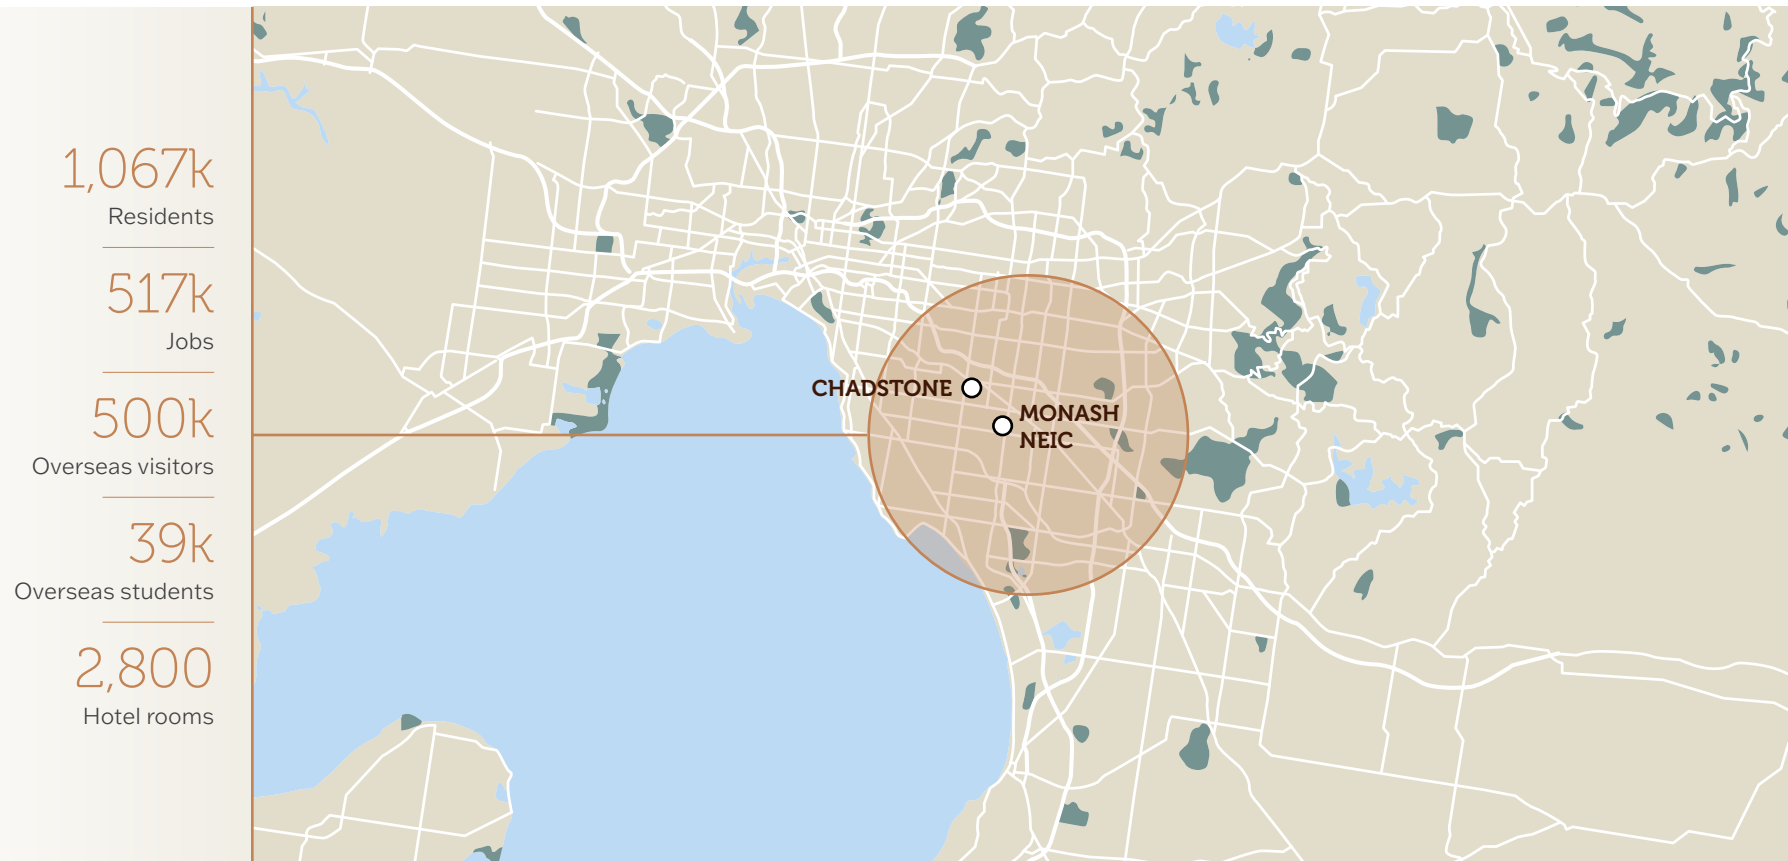 1,067k
Residents
517k
Jobs
500k
Overseas visitors
39k
Overseas students
2,800
Hotel rooms
CHADSTONE
MONASH
NEIC